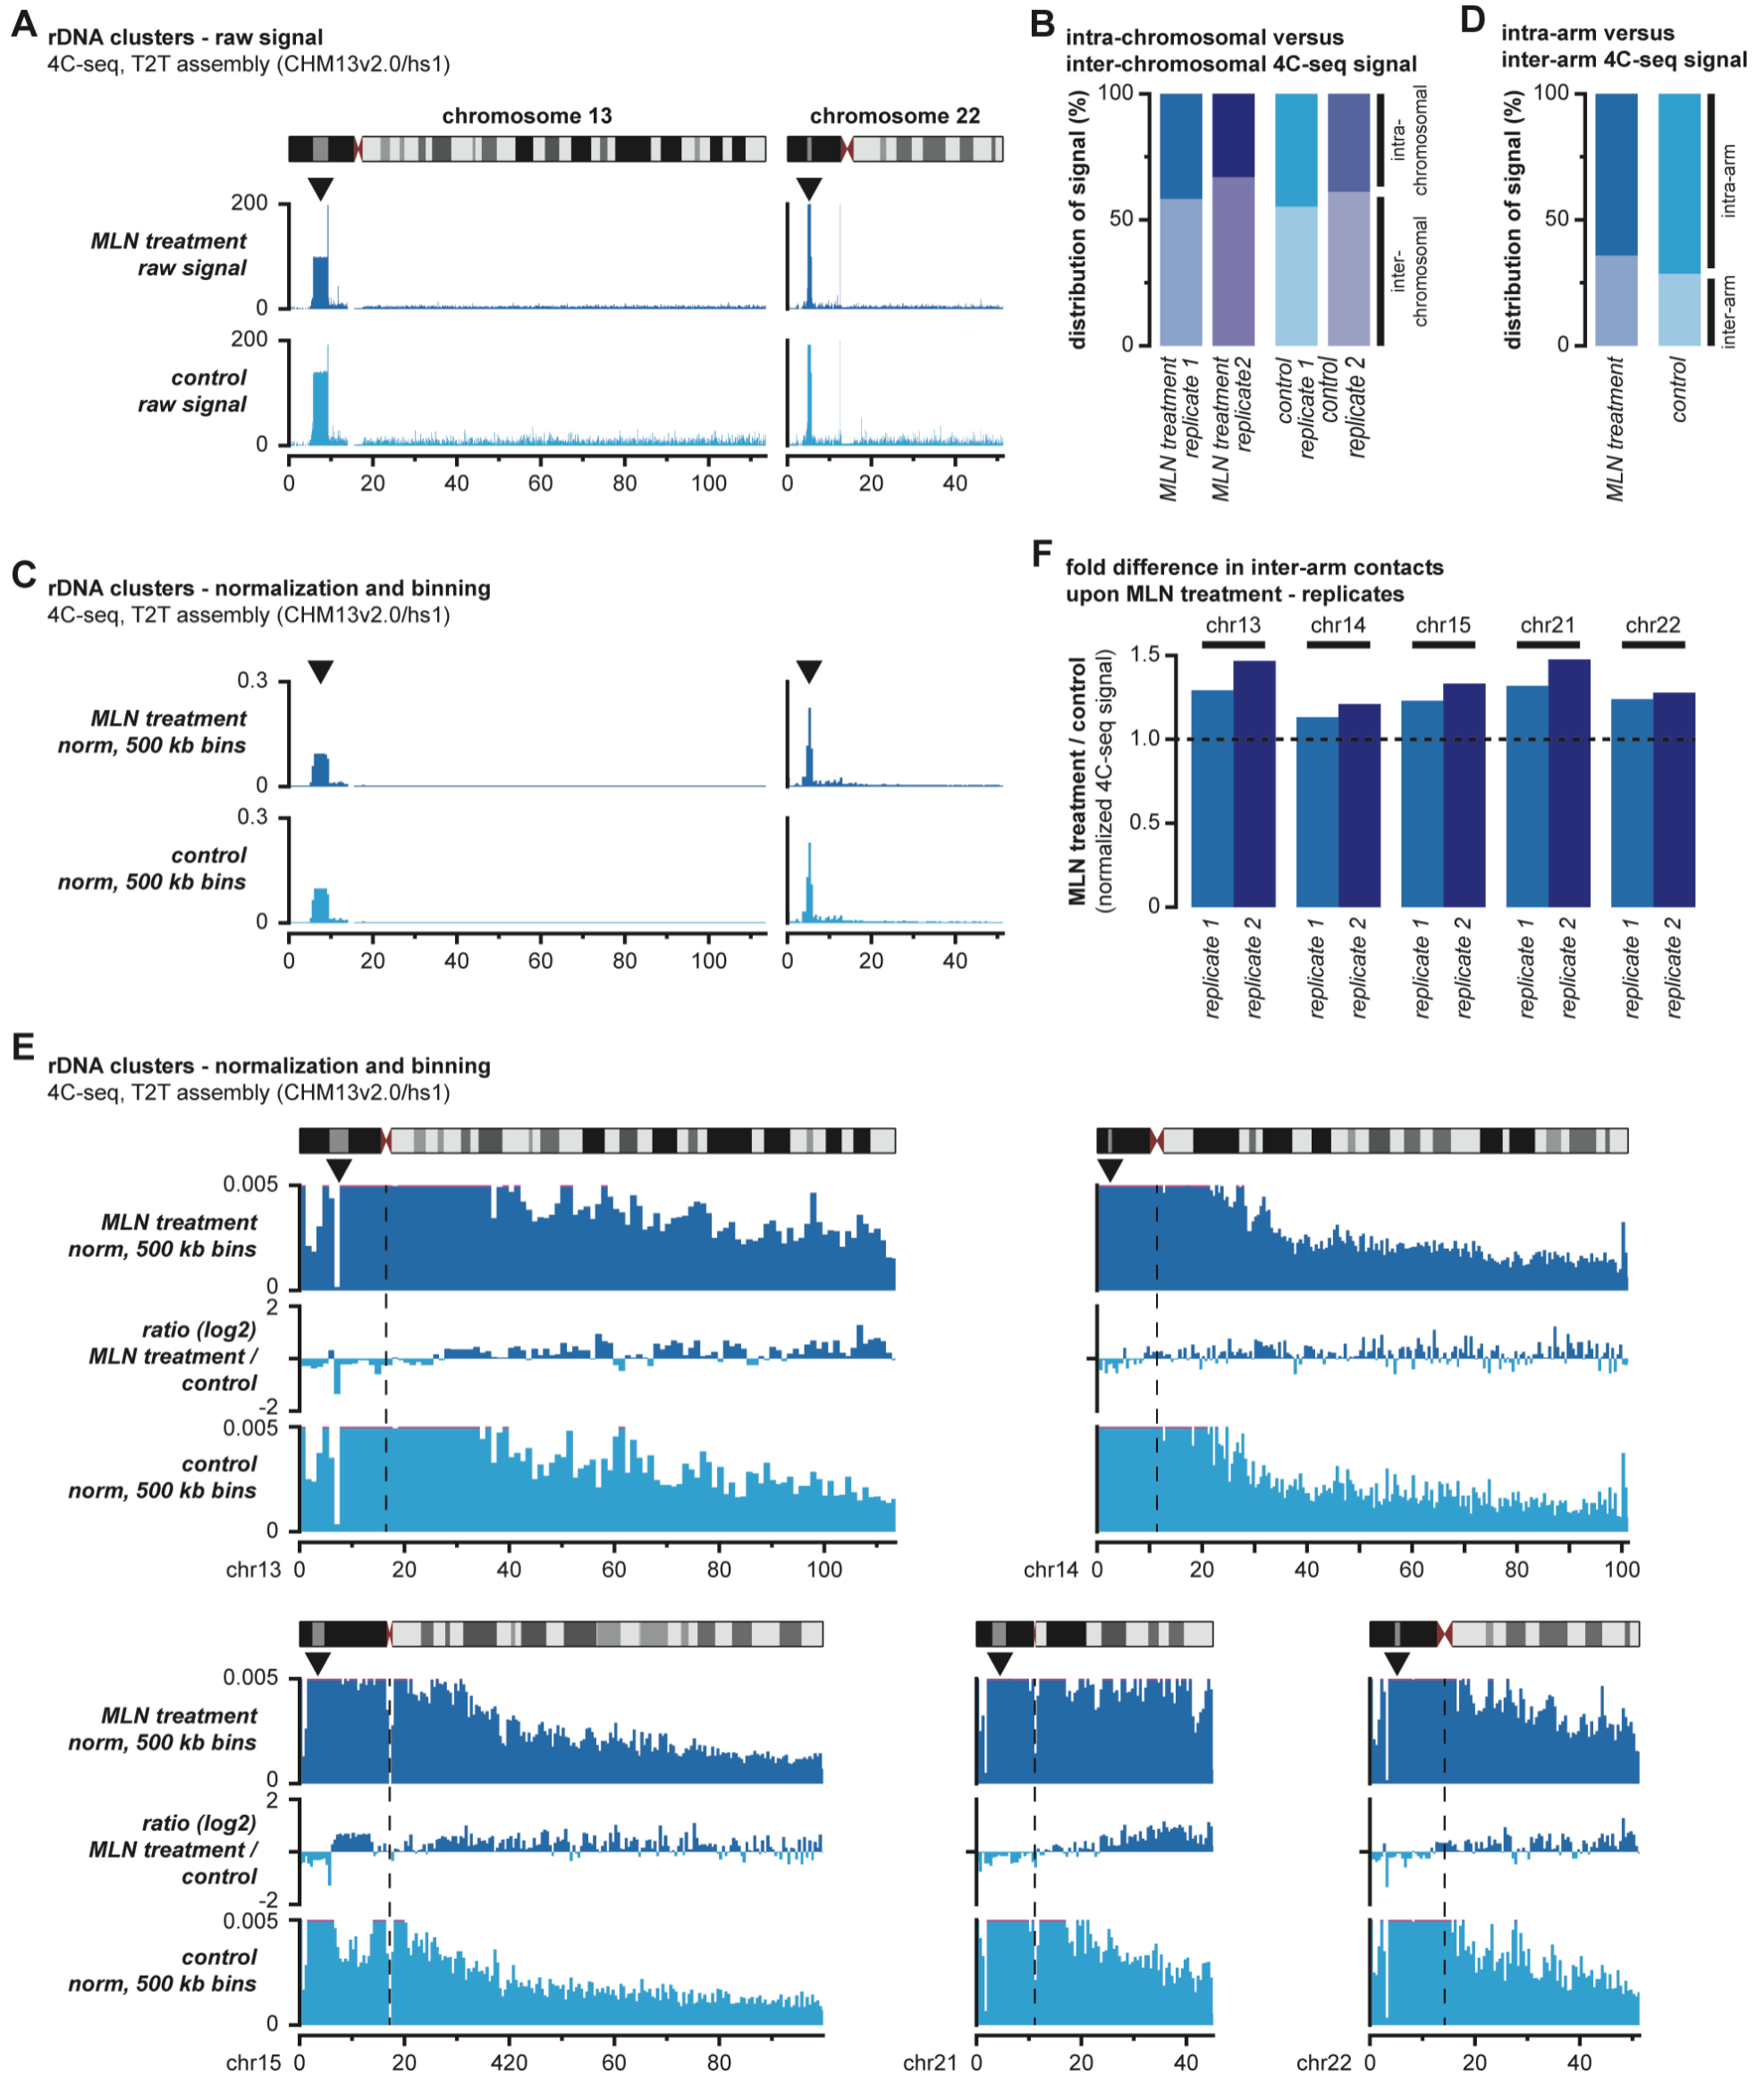 A
rDNA clusters - raw signal
4C-seq, T2T assembly (CHM13v2.0/hs1)
chromosome 13
chromosome 22
200
MLN treatment
raw signal
0
200
control
raw signal
0
0 20 40 60 80 100
0 20 40
B
intra-chromosomal versus
inter-chromosomal 4C-seq signal
distribution of signal (%)
100
50
0
intra-
chromosomal
inter-
chromosomal
MLN treatment
replicate 1
MLN treatment
replicate2
control
replicate 1
control
replicate 2
D
intra-arm versus
inter-arm 4C-seq signal
distribution of signal (%)
100
50
0
intra-arm
inter-arm
MLN treatment
control
C
rDNA clusters - normalization and binning
4C-seq, T2T assembly (CHM13v2.0/hs1)
0.3
MLN treatment
norm, 500 kb bins
0
0.3
control
norm, 500 kb bins
0
0 20 40 60 80 100
0 20 40
F
fold difference in inter-arm contacts
upon MLN treatment - replicates
chr13 chr14 chr15 chr21 chr22
MLN treatment / control
(normalized 4C-seq signal)
1.5
1.0
0.5
0
replicate 1
replicate 2
replicate 1
replicate 2
replicate 1
replicate 2
replicate 1
replicate 2
replicate 1
replicate 2
E
rDNA clusters - normalization and binning
4C-seq, T2T assembly (CHM13v2.0/hs1)
0.005
MLN treatment
norm, 500 kb bins
0
2
ratio (log2)
MLN treatment /
control
-2
0.005
control
norm, 500 kb bins
0
chr13 0 20 40 60 80 100
chr14 0 20 40 60 80 100
0.005
MLN treatment
norm, 500 kb bins
0
2
ratio (log2)
MLN treatment /
control
-2
0.005
control
norm, 500 kb bins
0
chr15 0 20 420 60 80
chr21 0 20 40
chr22 0 20 40